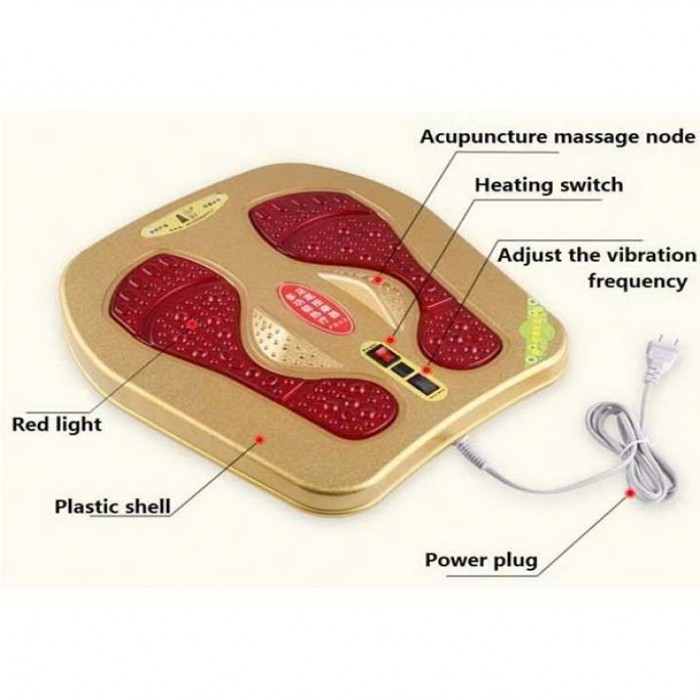 Acupuncture massage node
Heating switch
Adjust the vibration
frequency
Red light
Plastic shell
Power plug